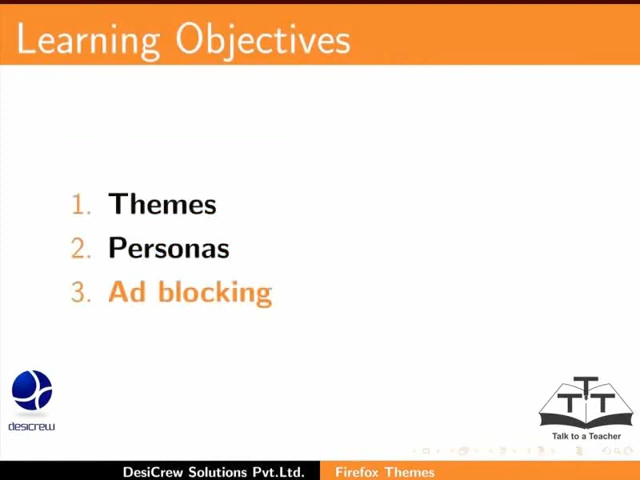 Learning Objectives
1. Themes
2. Personas
3. Ad blocking
desicrew
TTT
Talk to a Teacher
DesiCrew Solutions Pvt.Ltd. Firefox Themes